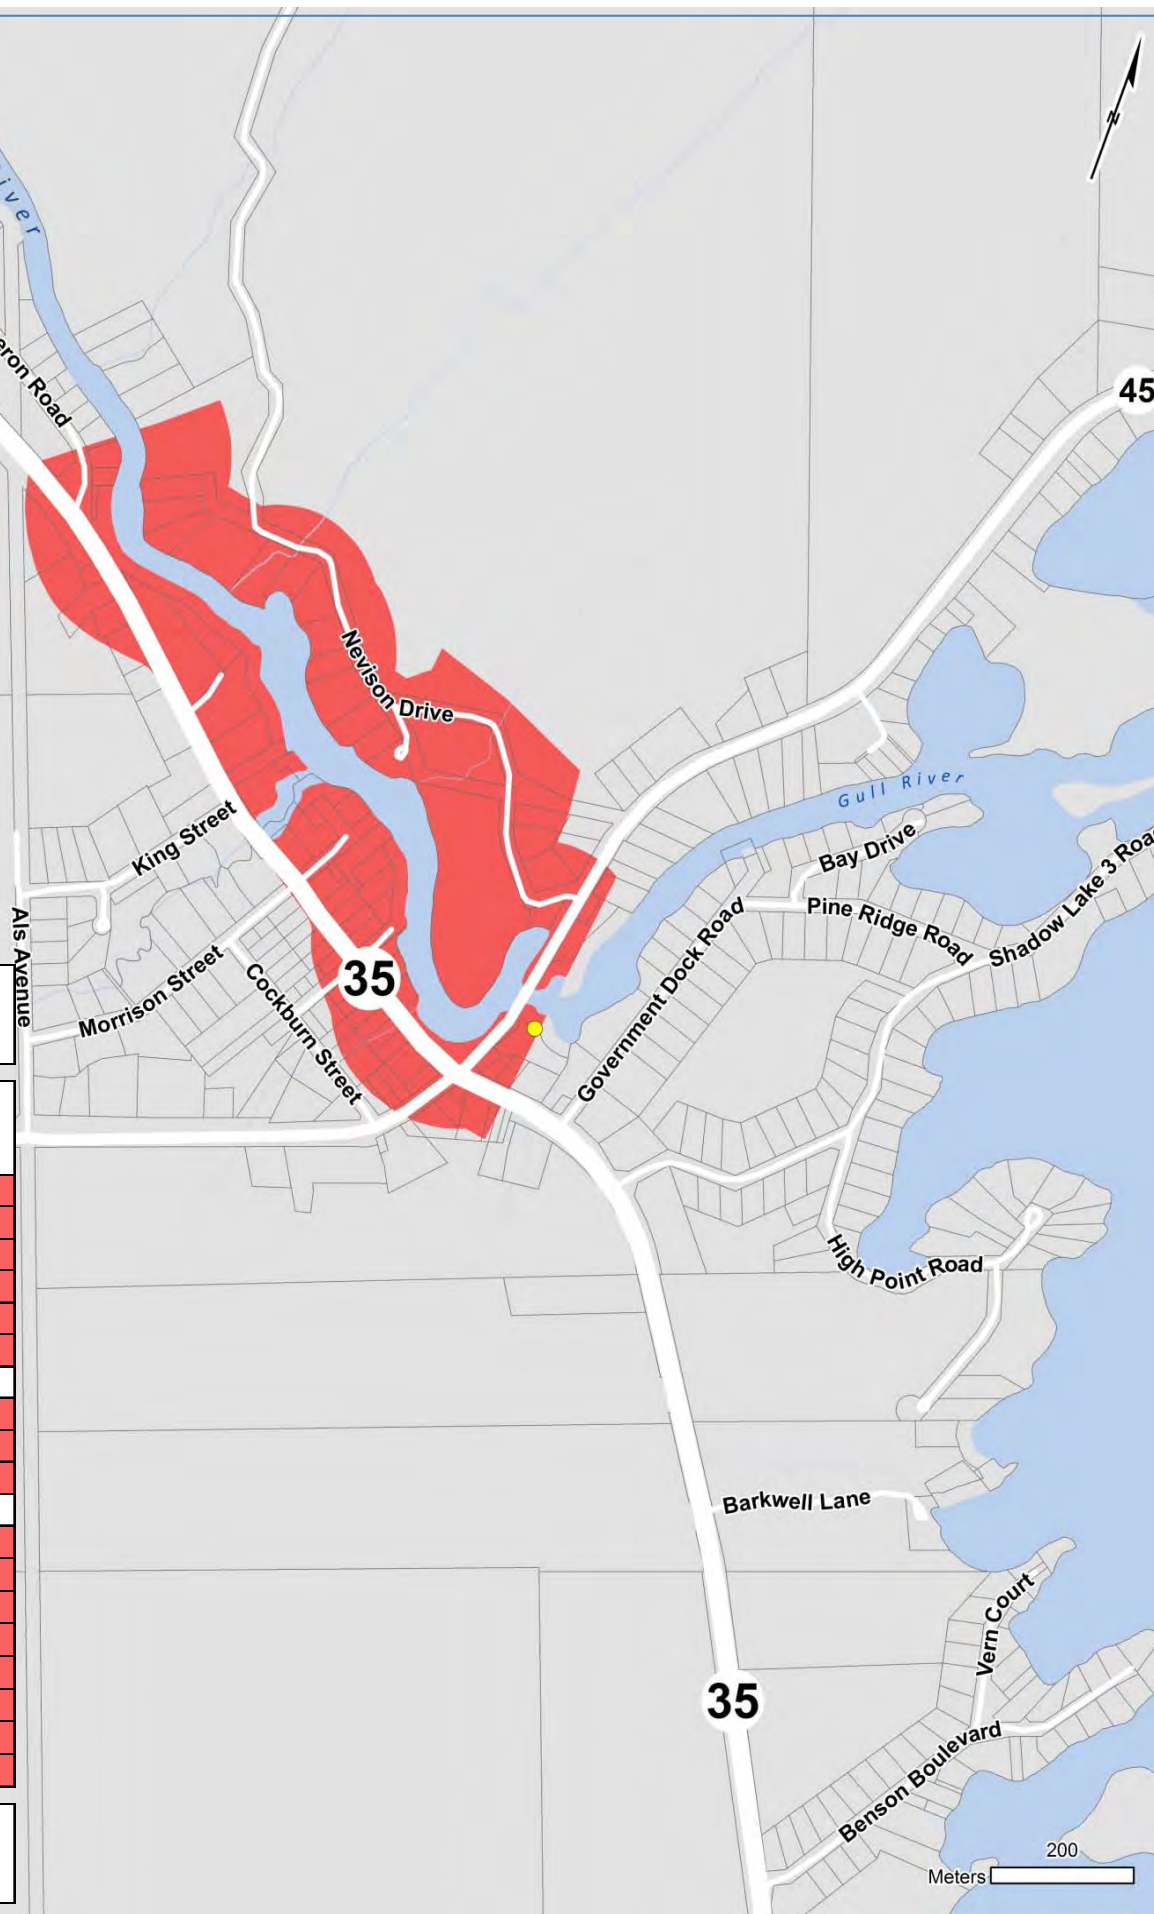 N
iver
eron Road
45
Nevison Drive
Gull River
King Street
Bay Drive
Pine Ridge Road
Shadow Lake 3 Roa
Als Avenue
Government Dock Road
35
Morrison Street
Cockburn Street
High Point Road
Barkwell Lane
Vern Court
35
Benson Boulevard
200
Meters